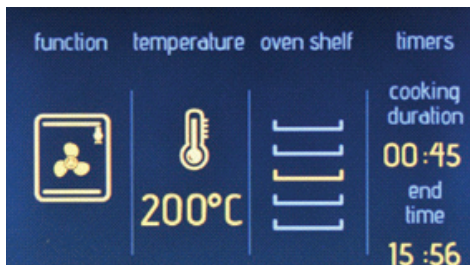 function temperature oven shelf timers
cooking
duration
00:45
200°C
end
time
15:56